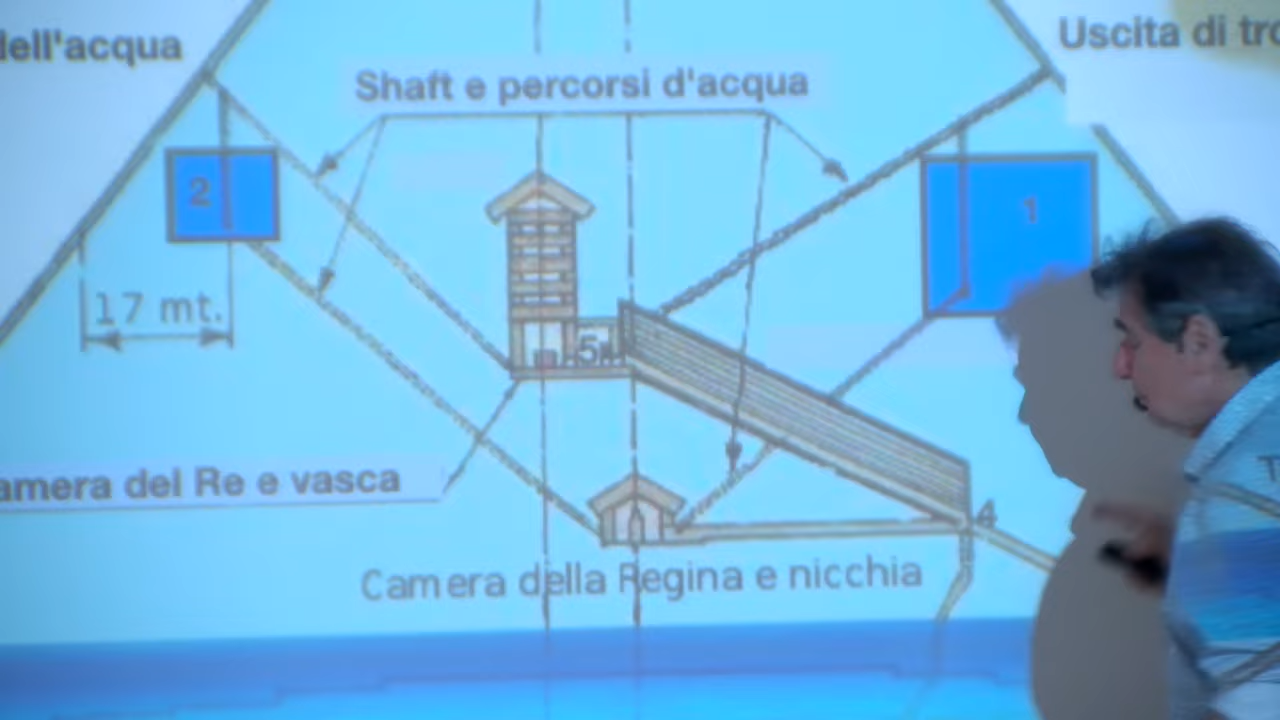 dell'acqua
Uscita di
Shaft e percorsi d'acqua
2
1
17 mt.
5
amera del Re e vasca
4
Camera della Regina e nicchia